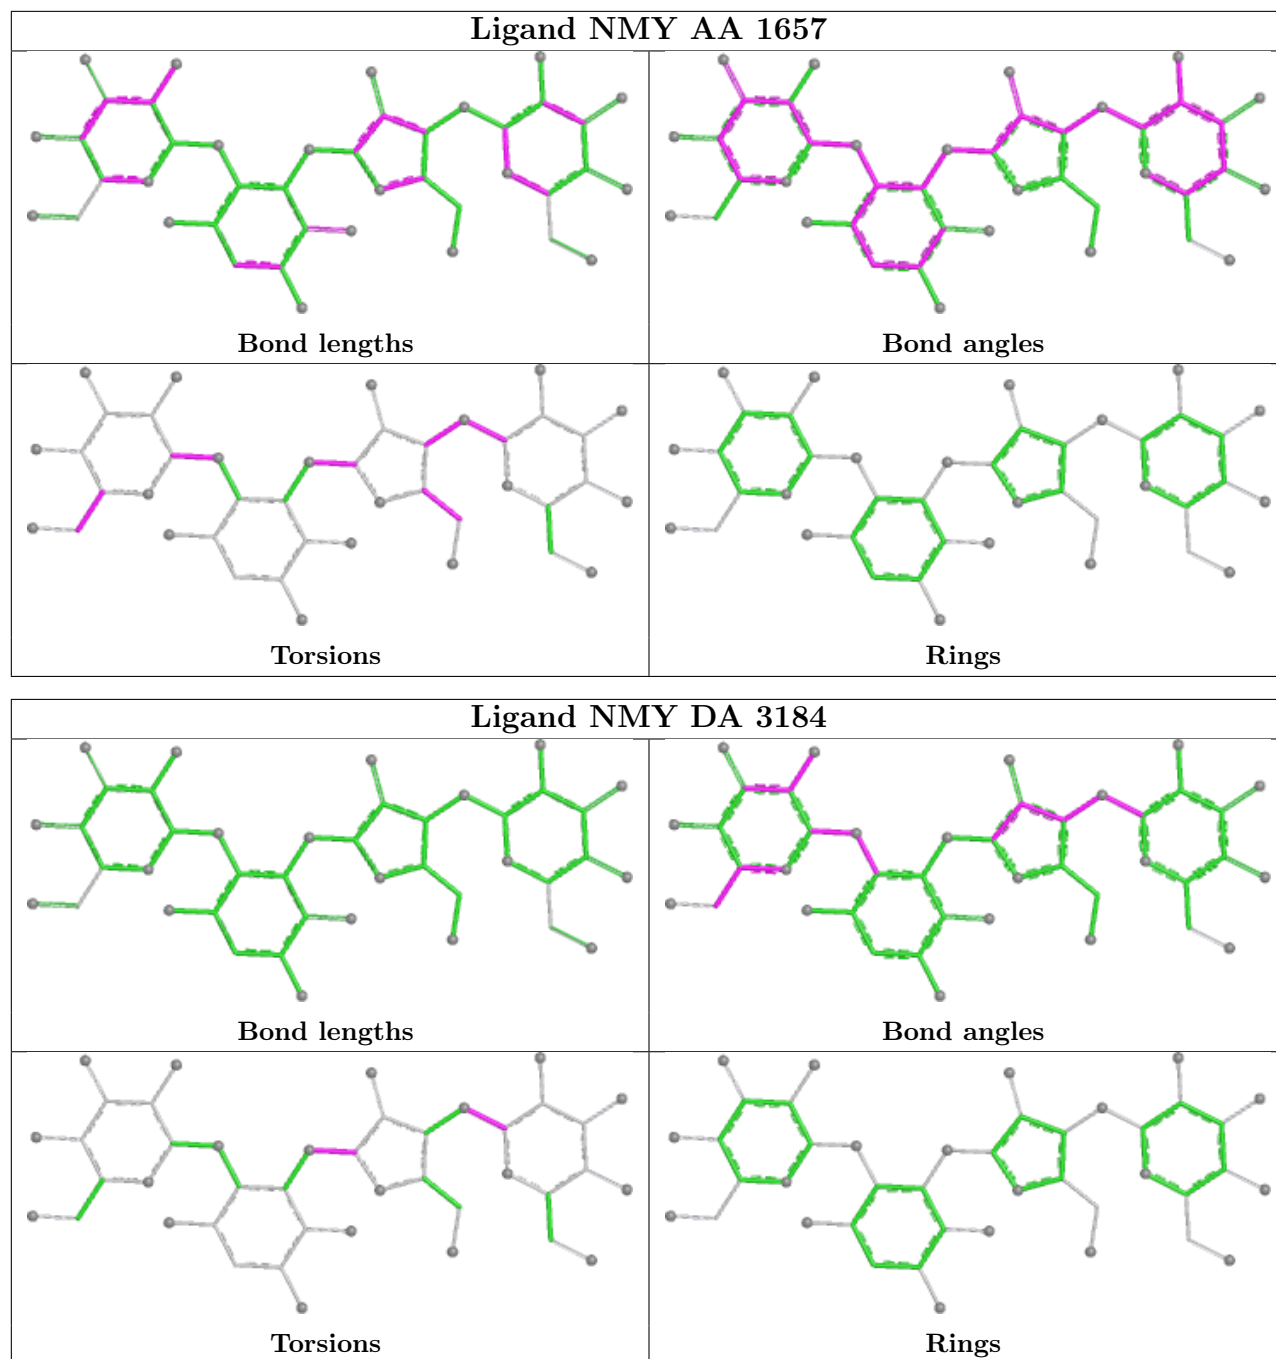 Ligand NMY AA 1657
Bond lengths
Bond angles
Torsions
Rings
Ligand NMY DA 3184
Bond lengths
Bond angles
Torsions
Rings